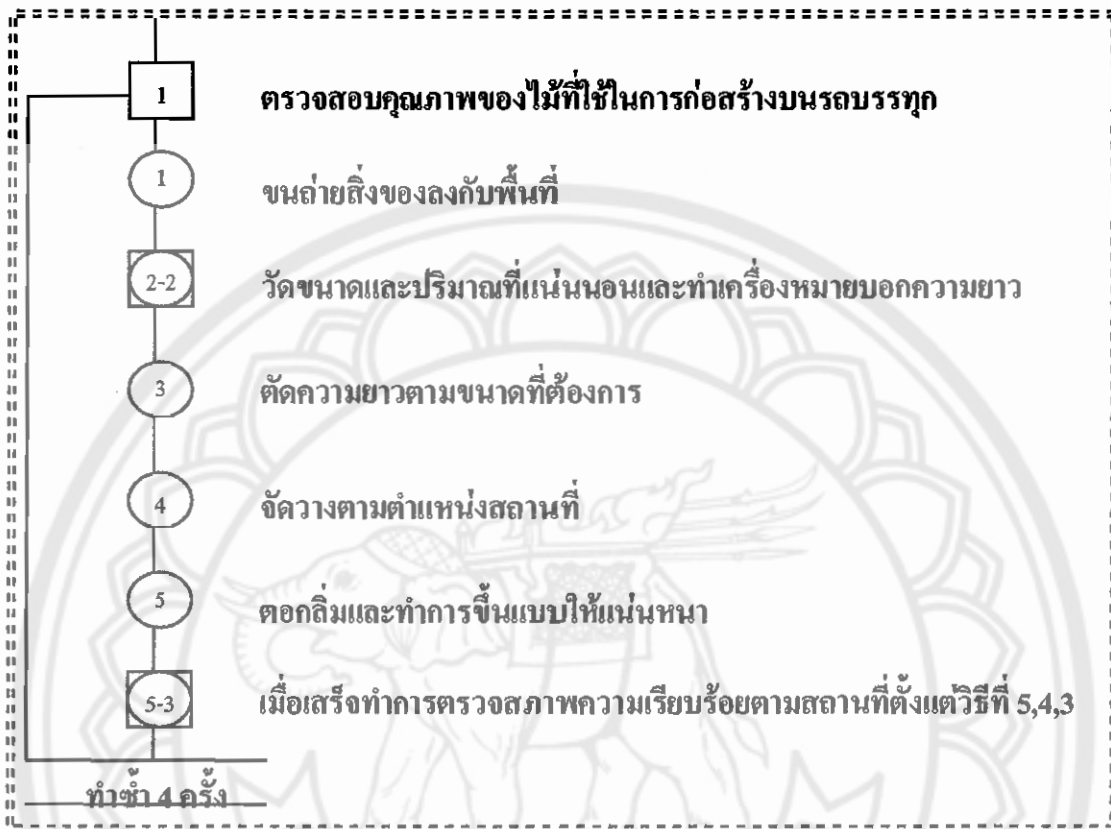 1 ตรวจสอบคุณภาพของไม้ที่ใช้ในการก่อสร้างบนรถบรรทุก
1 ขนถ่ายสิ่งของลงกับพื้นที่
2-2 วัดขนาดและปริมาณที่แน่นนอนและทำเครื่องหมายบอกความยาว
3 ตัดความยาวตามขนาดที่ต้องการ
4 จัดวางตามตำแหน่งสถานที่
5 ตอกลิ่มและทำการขึ้นแบบให้แน่นหนา
5-3 เมื่อเสร็จทำการตรวจสภาพความเรียบร้อยตามสถานที่ตั้งแต่วิธีที่ 5,4,3
ทำซ้ำ 4 ครั้ง